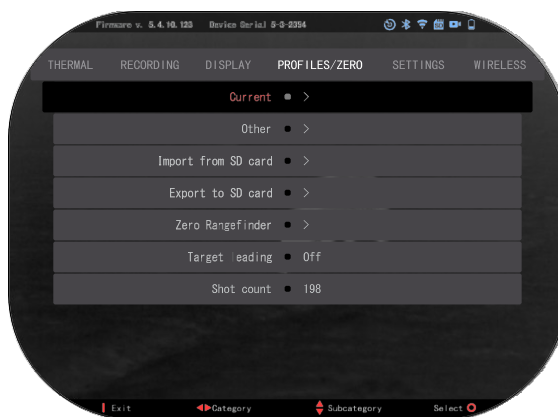 Firmware v. 5.4.10.123 Device Serial 5-3-2354
THERMAL RECORDING DISPLAY PROFILES/ZERO SETTINGS WIRELESS
Current >
Other >
Import from SD card >
Export to SD card >
Zero Rangefinder >
Target leading Off
Shot count 198
Exit Category Subcategory Select